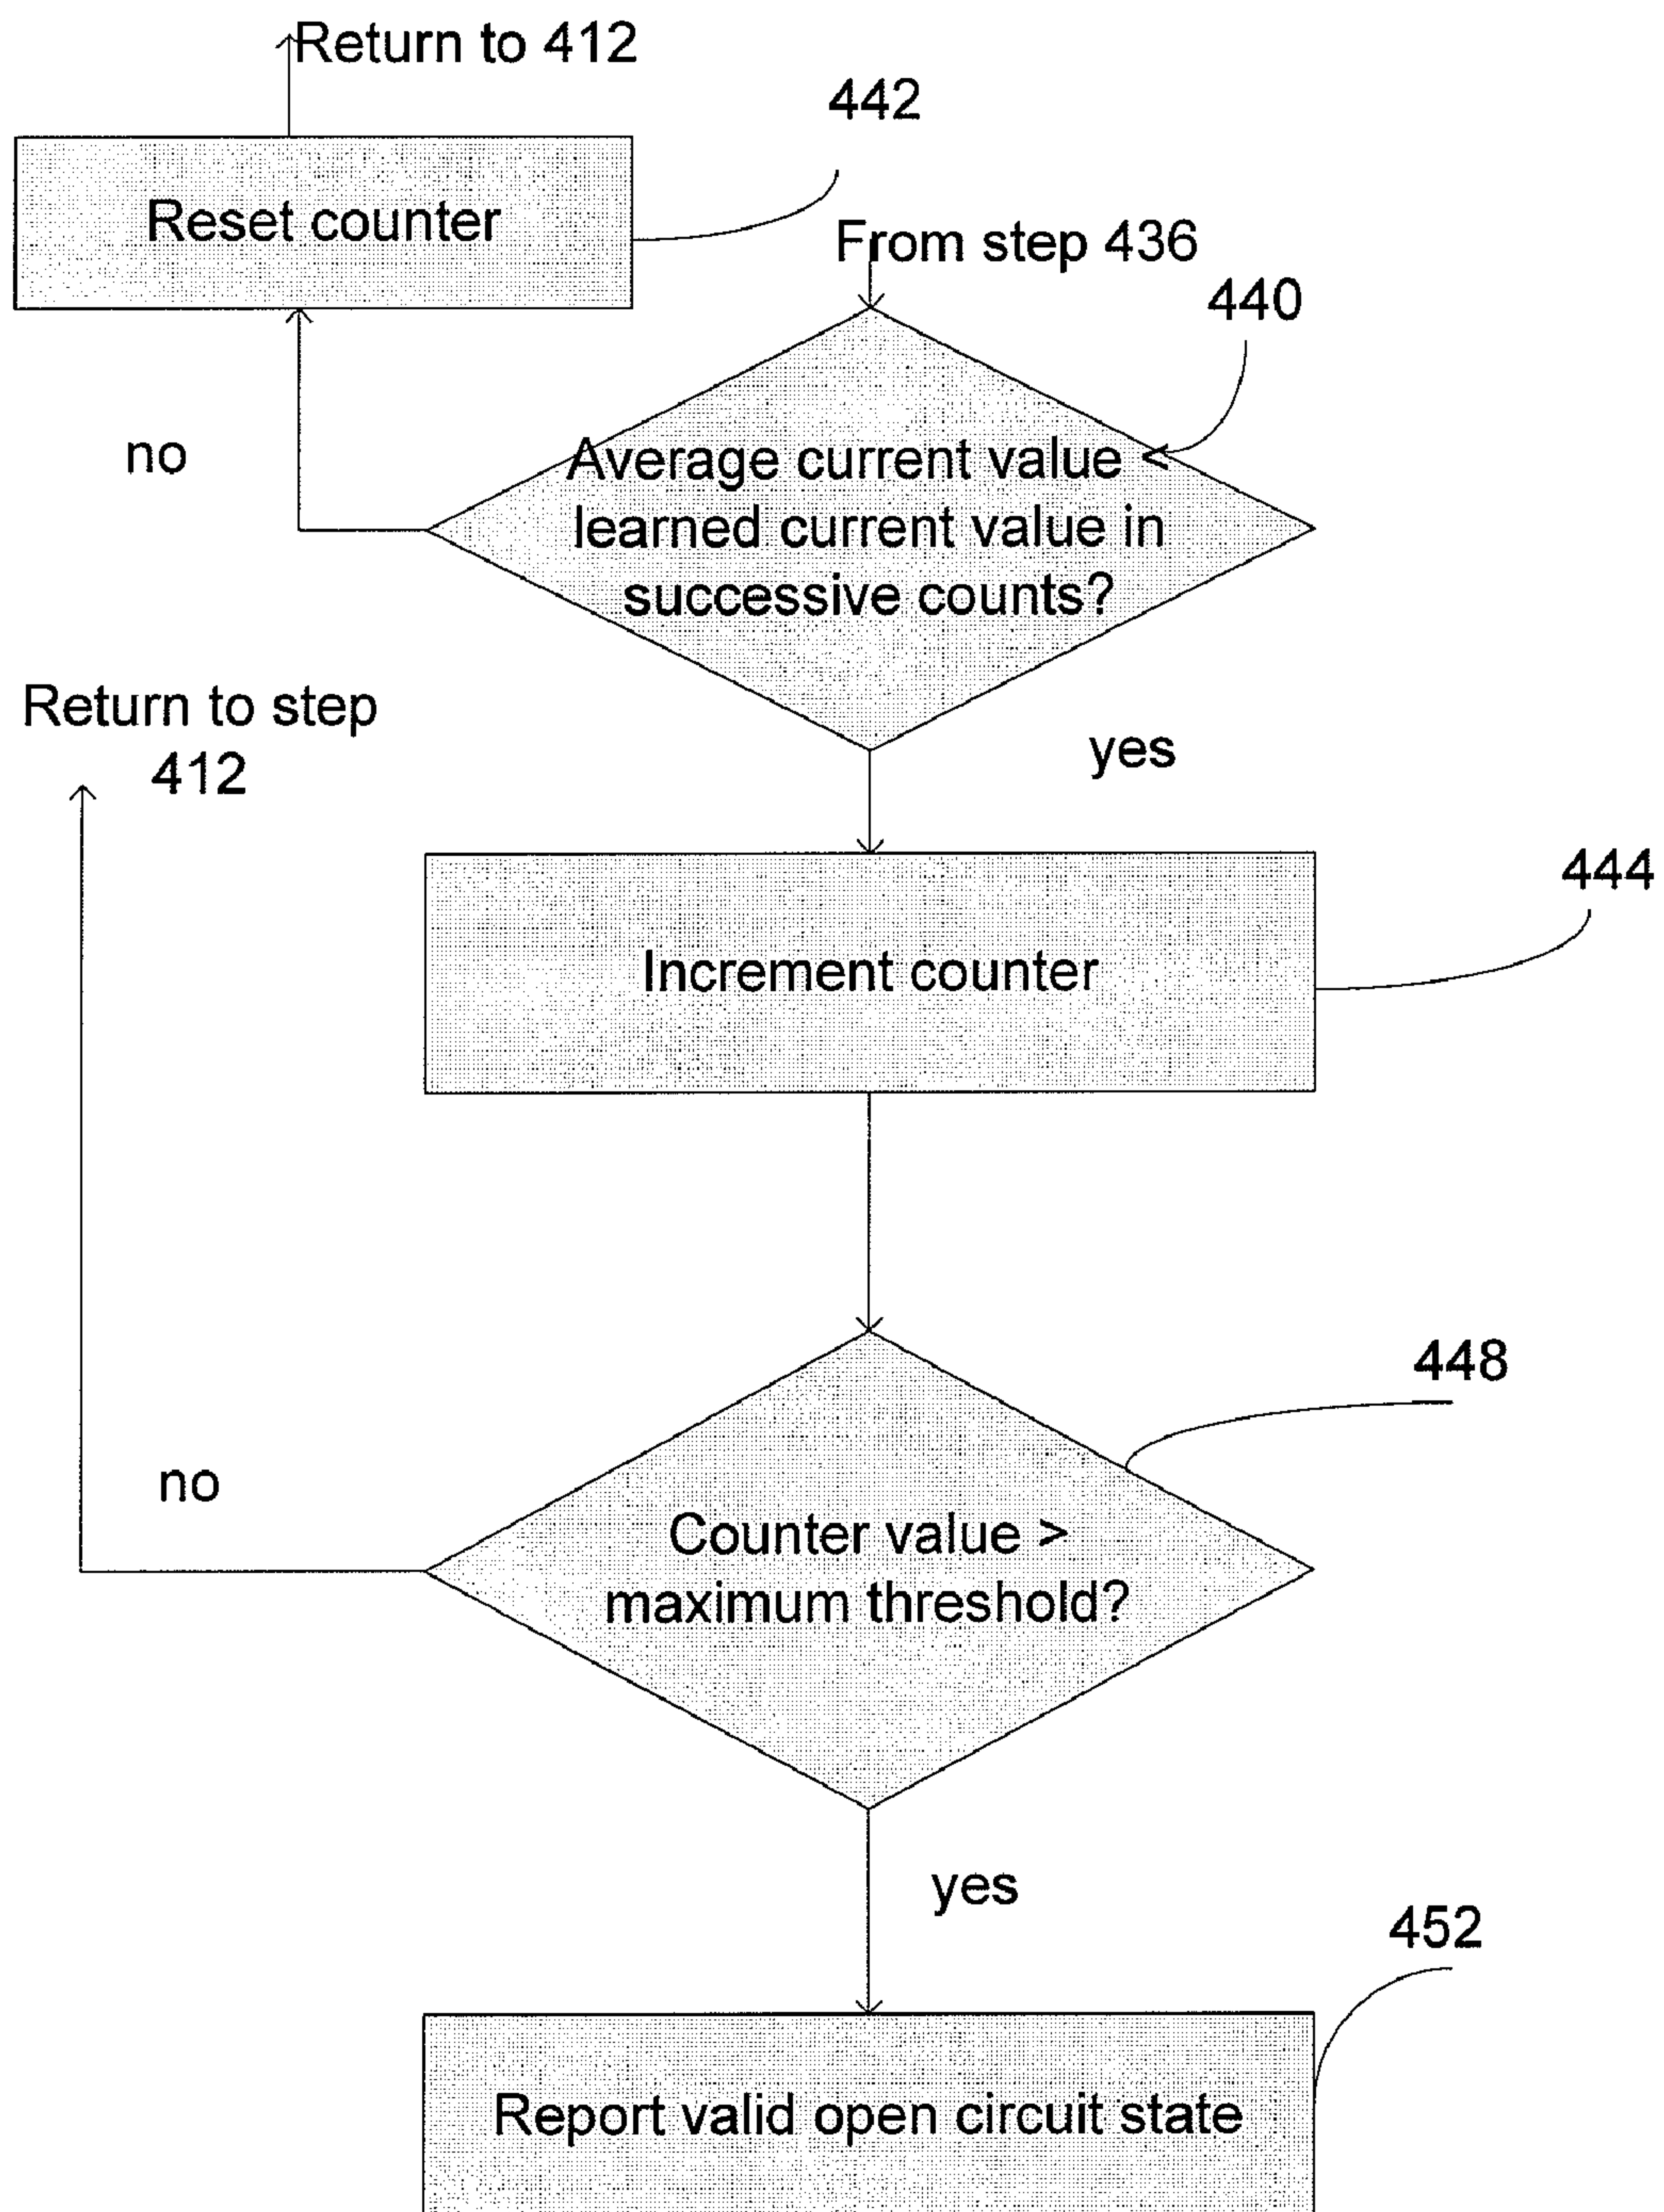 Return to 412
442
Reset counter
From step 436
440
no
Average current value <
learned current value in
successive counts?
Return to step
412
yes
444
Increment counter
448
no
Counter value >
maximum threshold?
yes
452
Report valid open circuit state